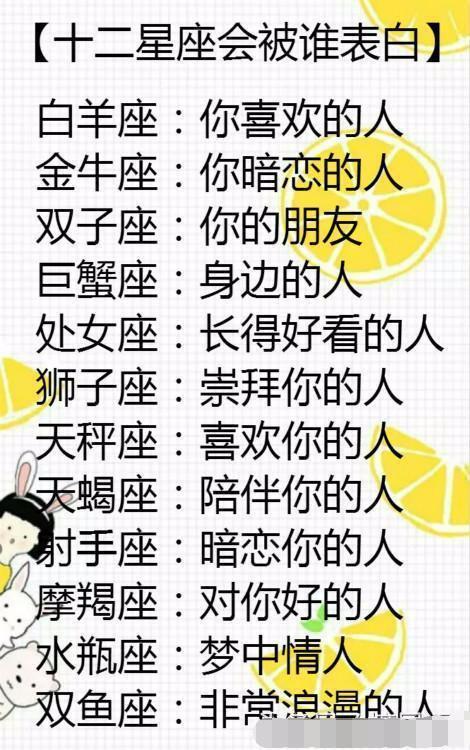 【十二星座会被谁表白】
白羊座：你喜欢的人
金牛座：你暗恋的人
双子座：你的朋友
巨蟹座：身边的人
处女座：长得好看的人
狮子座：崇拜你的人
天秤座：喜欢你的人
天蝎座：陪伴你的人
射手座：暗恋你的人
摩羯座：对你好的人
水瓶座：梦中情人
双鱼座：非常浪漫的人